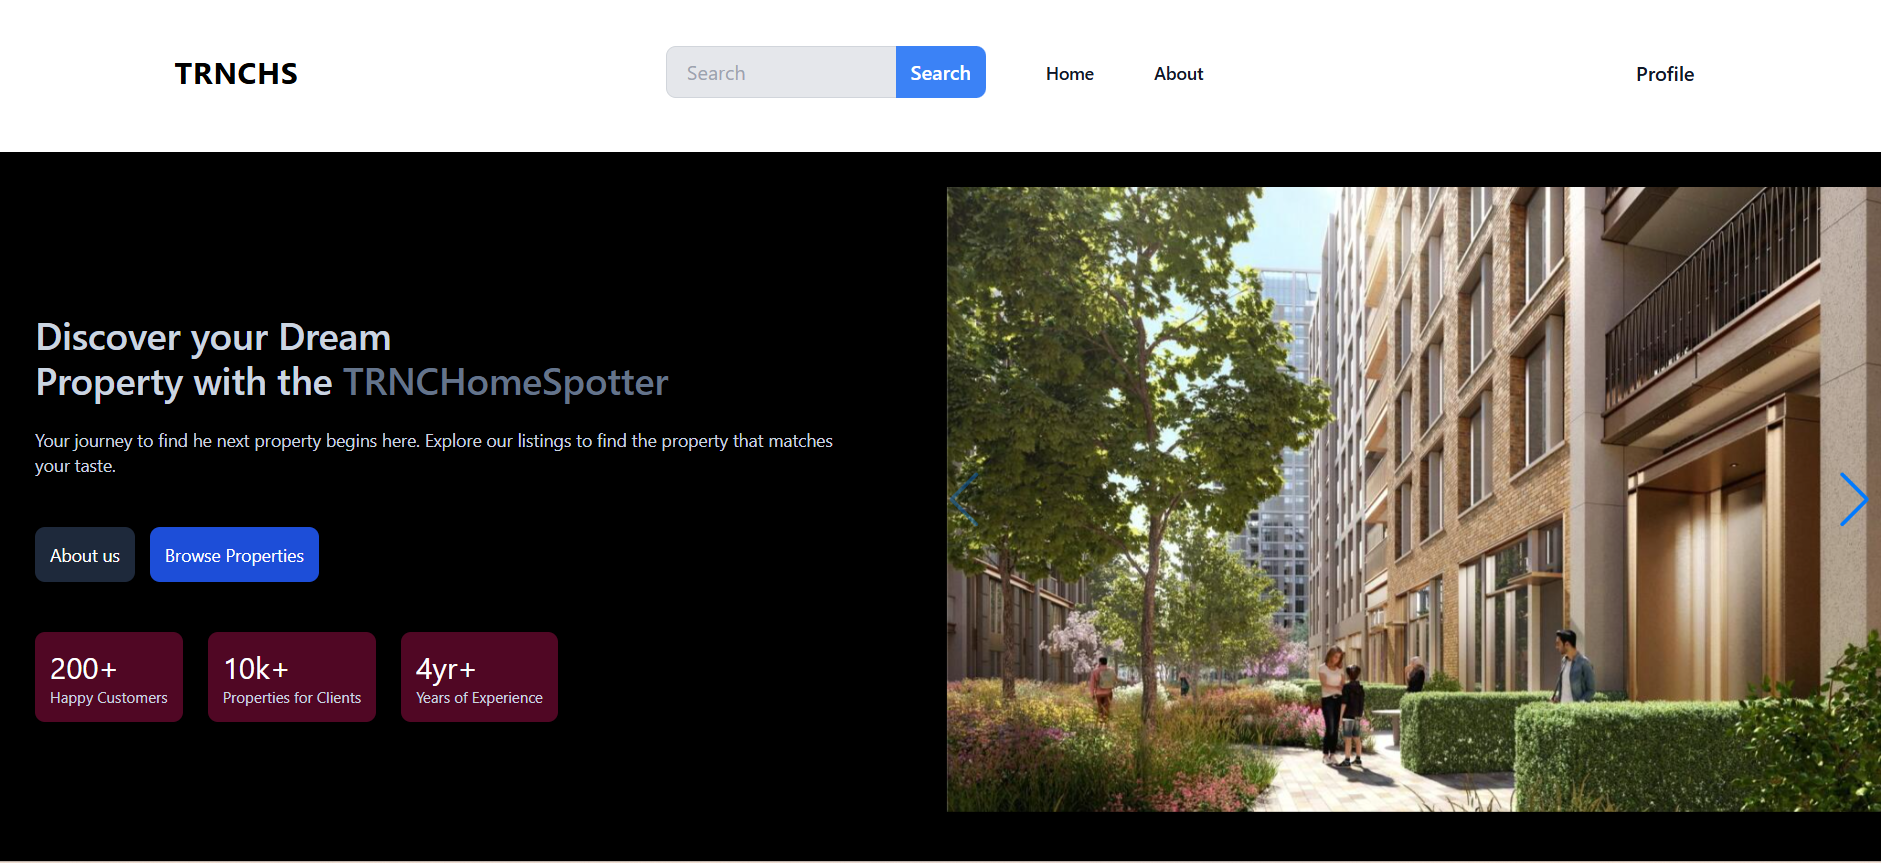 TRNCHS
Search
Search
Home
About
Profile
Discover your Dream
Property with the TRNCHomeSpotter
Your journey to find he next property begins here. Explore our listings to find the property that matches
your taste.
About us
Browse Properties
200+
Happy Customers
10k+
Properties for Clients
4yr+
Years of Experience